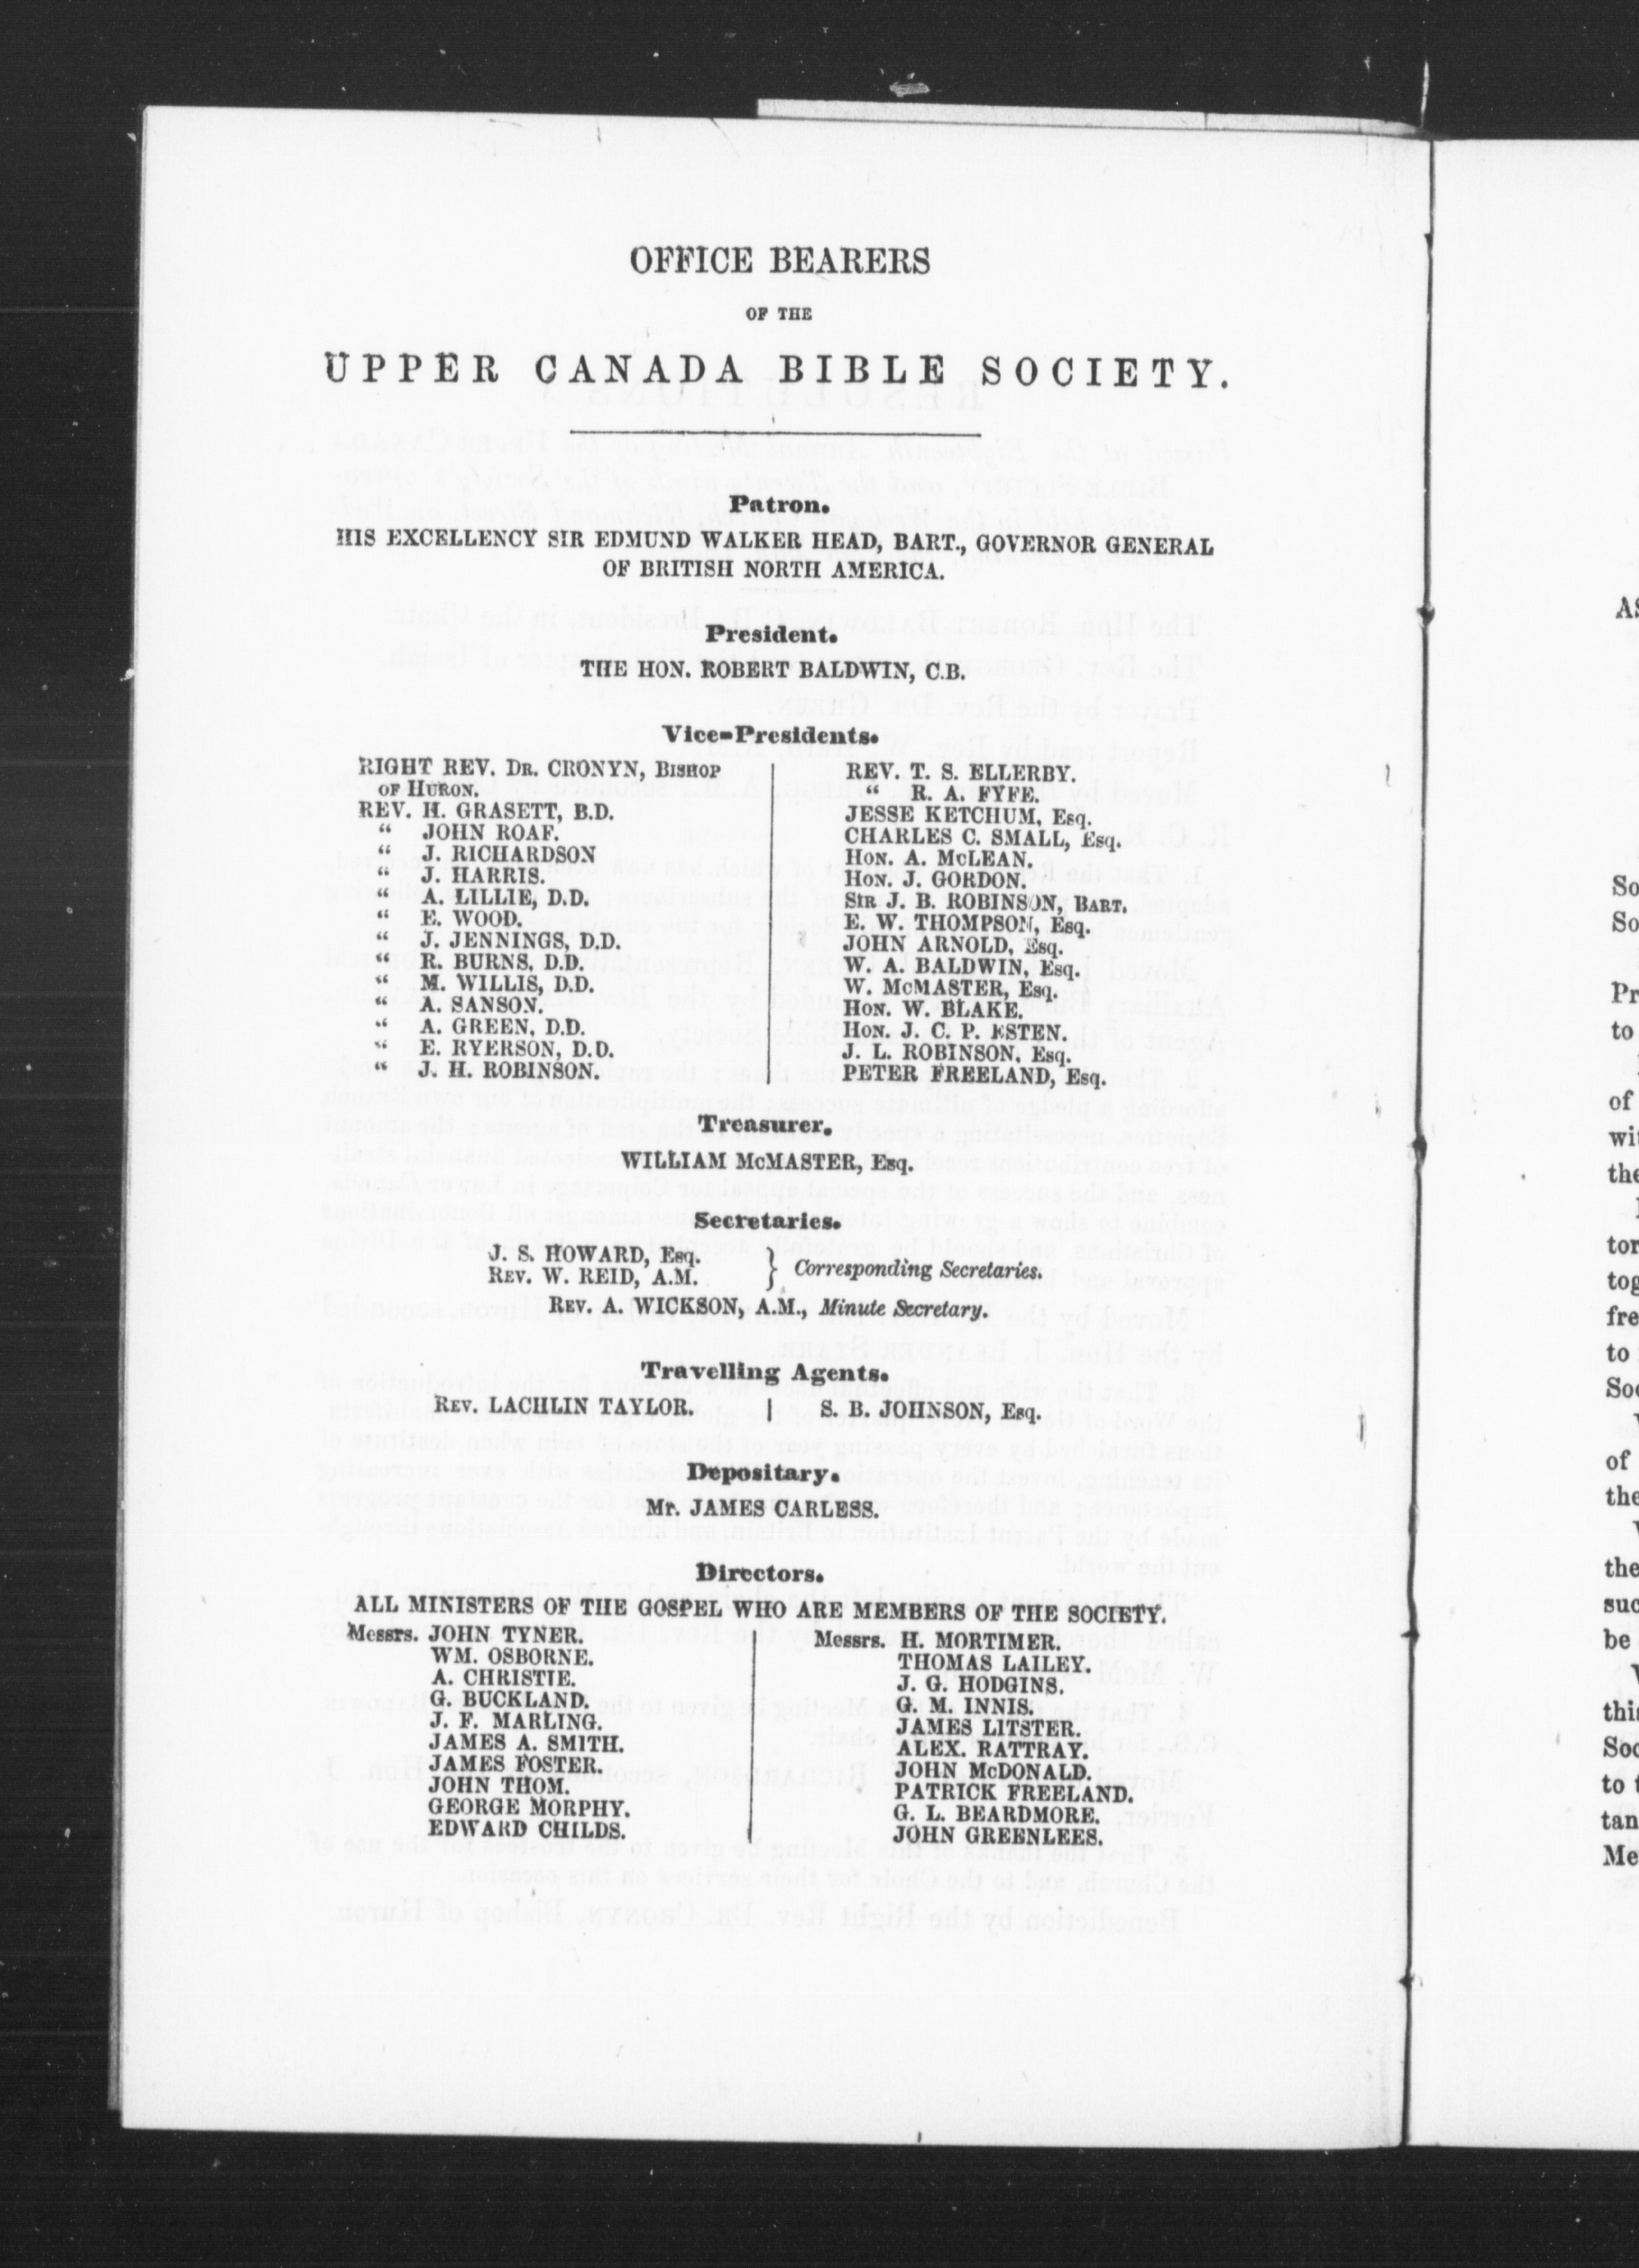 OFFICE BEARERS
OF THE
UPPER CANADA BIBLE SOCIETY.
Patron.
HIS EXCELLENCY SIR EDMUND WALKER HEAD, BART., GOVERNOR GENERAL
OF BRITISH NORTH AMERICA.
President.
THE HON. ROBERT BALDWIN, C.B.
Vice-Presidents.
RIGHT REV. DR. CRONYN, BISHOP
OF HURON.
REV. H. GRASETT, B.D.
“ JOHN ROAF.
“ J. RICHARDSON
“ J. HARRIS.
“ A. LILLIE, D.D.
“ E. WOOD.
“ J. JENNINGS, D.D.
“ R. BURNS, D.D.
“ M. WILLIS, D.D.
“ A. SANSON.
“ A. GREEN, D.D.
“ E. RYERSON, D.D.
“ J. H. ROBINSON.
REV. T. S. ELLERBY.
“ R. A. FYFE.
JESSE KETCHUM, Esq.
CHARLES C. SMALL, Esq.
HON. A. McLEAN.
HON. J. GORDON.
SIR J. B. ROBINSON, BART.
E. W. THOMPSON, Esq.
JOHN ARNOLD, Esq.
W. A. BALDWIN, Esq.
W. McMASTER, Esq.
HON. W. BLAKE.
HON. J. C. P. ESTEN.
J. L. ROBINSON, Esq.
PETER FREELAND, Esq.
Treasurer.
WILLIAM McMASTER, Esq.
Secretaries.
J. S. HOWARD, Esq.
REV. W. REID, A.M.
} Corresponding Secretaries.
REV. A. WICKSON, A.M., Minute Secretary.
Travelling Agents.
REV. LACHLIN TAYLOR. | S. B. JOHNSON, Esq.
Depositary.
Mr. JAMES CARLESS.
Directors.
ALL MINISTERS OF THE GOSPEL WHO ARE MEMBERS OF THE SOCIETY.
Messrs. JOHN TYNER.
WM. OSBORNE.
A. CHRISTIE.
G. BUCKLAND.
J. F. MARLING.
JAMES A. SMITH.
JAMES FOSTER.
JOHN THOM.
GEORGE MORPHY.
EDWARD CHILDS.
Messrs. H. MORTIMER.
THOMAS LAILEY.
J. G. HODGINS.
G. M. INNIS.
JAMES LITSTER.
ALEX. RATTRAY.
JOHN McDONALD.
PATRICK FREELAND.
G. L. BEARDMORE.
JOHN GREENLEES.